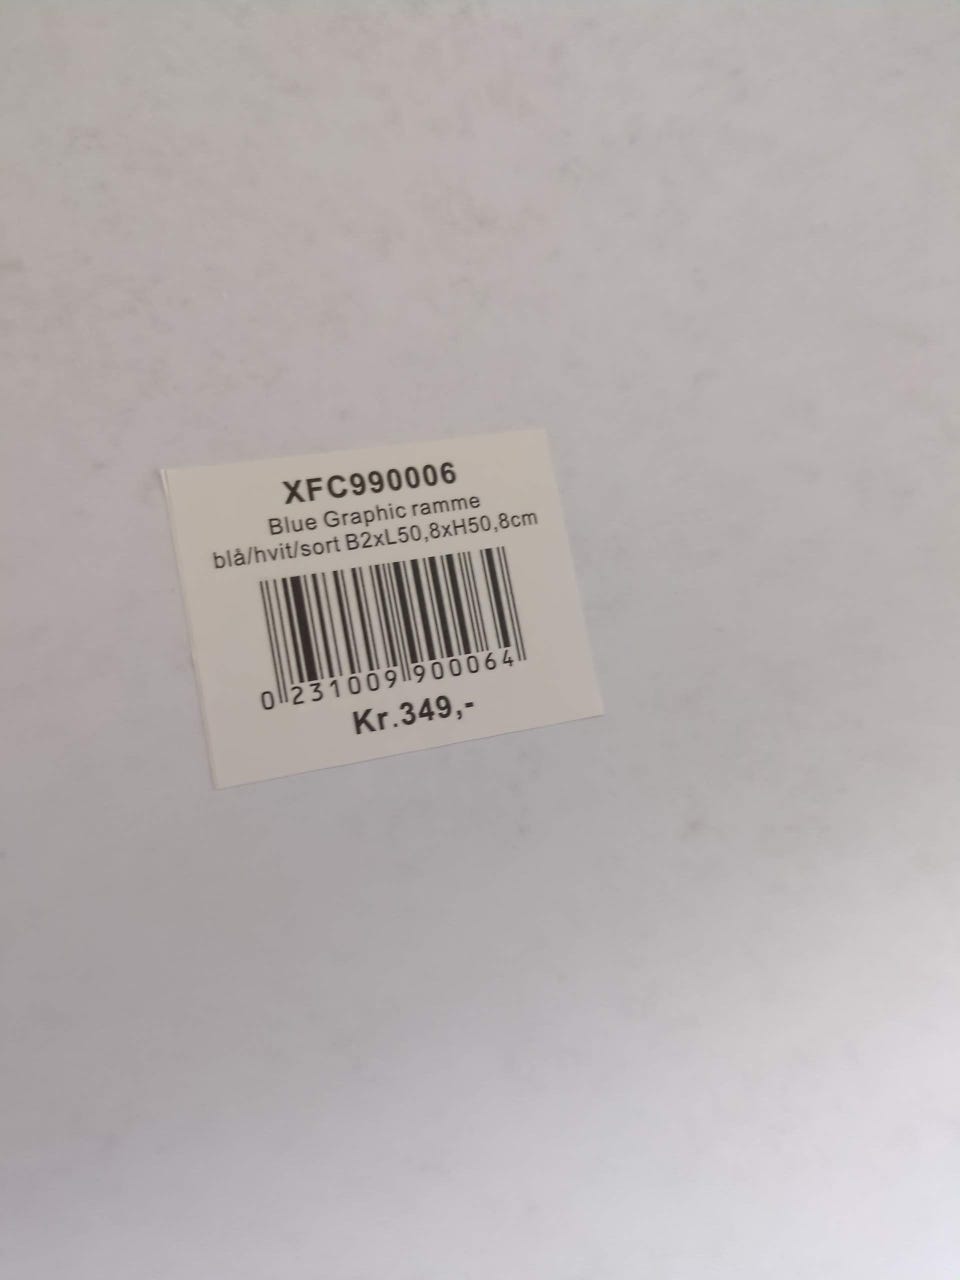 XFC990006
Blue Graphic ramme
blå/hvit/sort B2xL50,8xH50,8cm
0 231009 900064
Kr.349,-